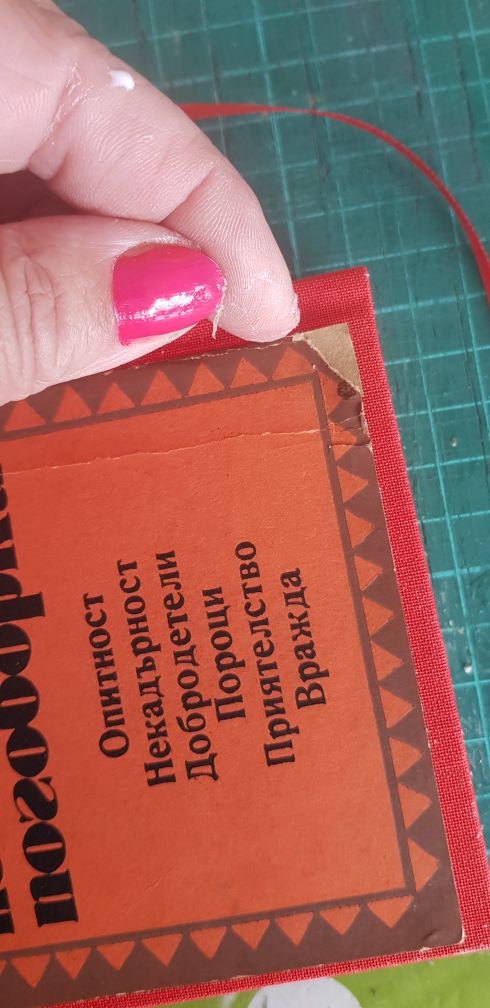 Опитност
Некадърност
Добродетели
Пороци
Приятелство
Вражда